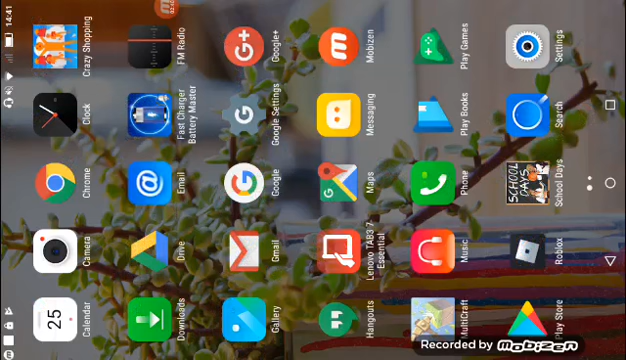 14:41
25
Calendar
Camera
Chrome
Clock
Crazy Shopping
Downloads
Drive
Email
Fast Charger
Battery Master
FM Radio
Gallery
Gmail
G
Google
G
Google Settings
G+
Google+
Hangouts
Lenovo TAB3 7
Essential
Maps
Messaging
Mobizen
MultiCraft
Music
Phone
Play Books
Play Games
Play Store
Roblox
SCHOOL
DAYS
School Days
Search
Settings
Recorded by mobizen